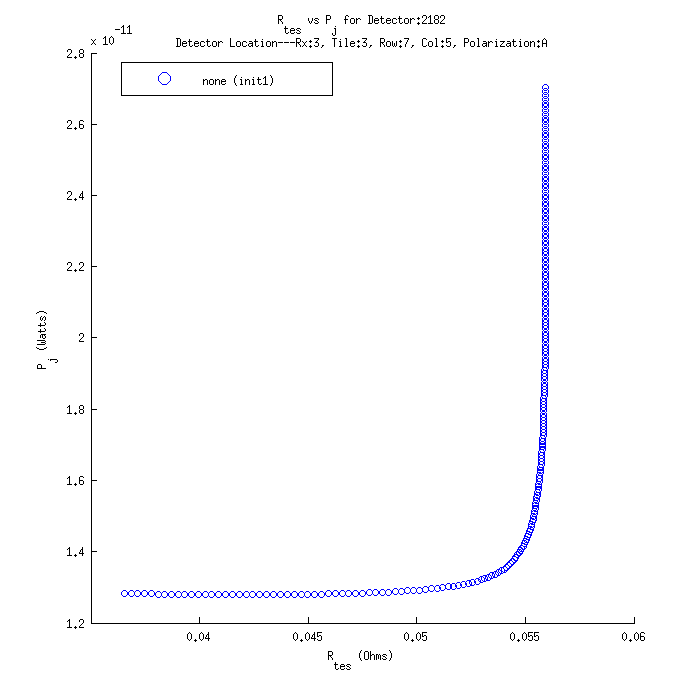 R_tes vs P_j for Detector:2182
x 10^-11
Detector Location---Rx:3, Tile:3, Row:7, Col:5, Polarization:A
none (init1)
2.8
2.6
2.4
2.2
2
1.8
1.6
1.4
1.2
P_j (Watts)
0.04 0.045 0.05 0.055 0.06
R_tes (Ohms)